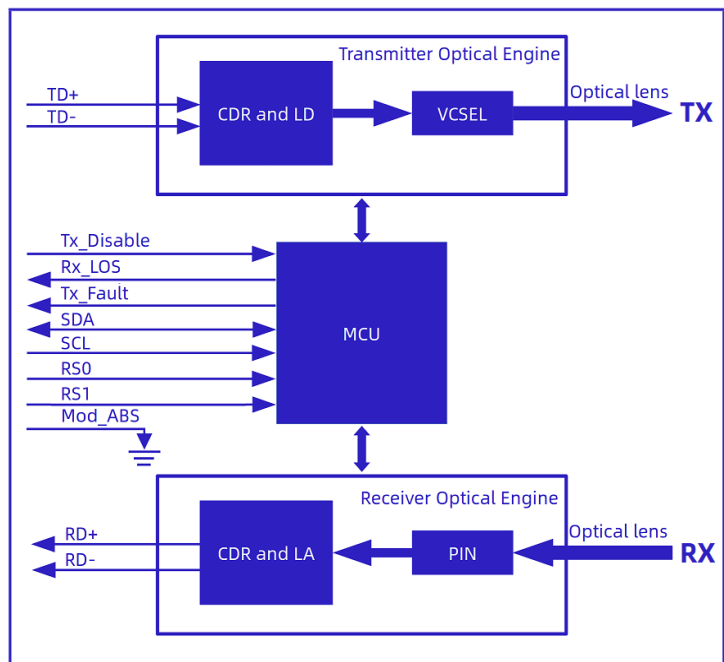 Transmitter Optical Engine
TD+
TD-
CDR and LD
VCSEL
Optical lens
TX
Tx_Disable
Rx_LOS
Tx_Fault
SDA
SCL
RS0
RS1
Mod_ABS
MCU
Receiver Optical Engine
RD+
RD-
CDR and LA
PIN
Optical lens
RX